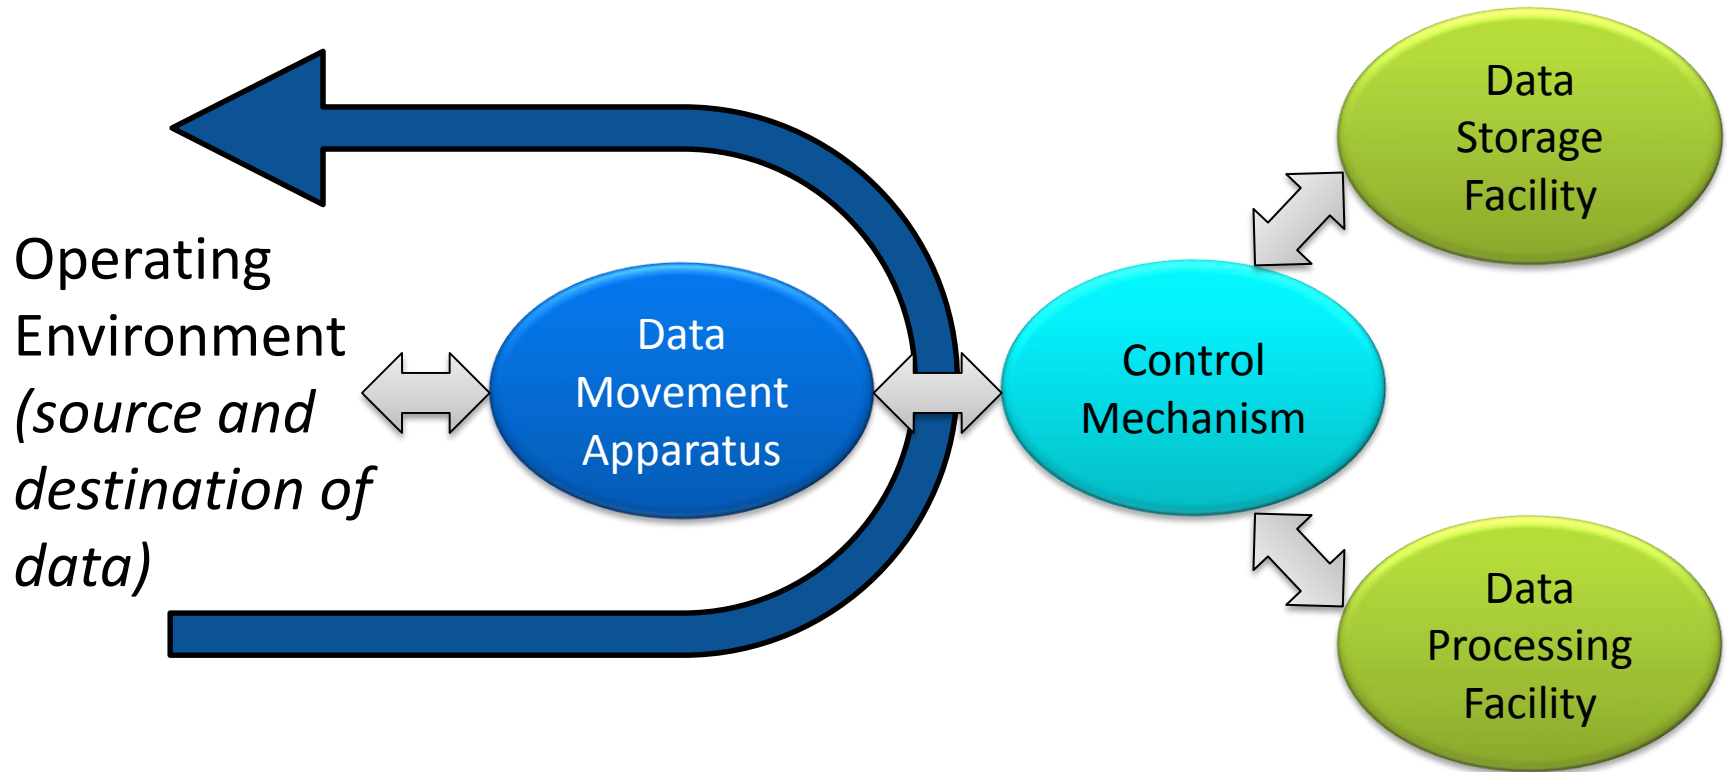 Operating
Environment
(source and
destination of
data)
Data
Movement
Apparatus
Control
Mechanism
Data
Storage
Facility
Data
Processing
Facility